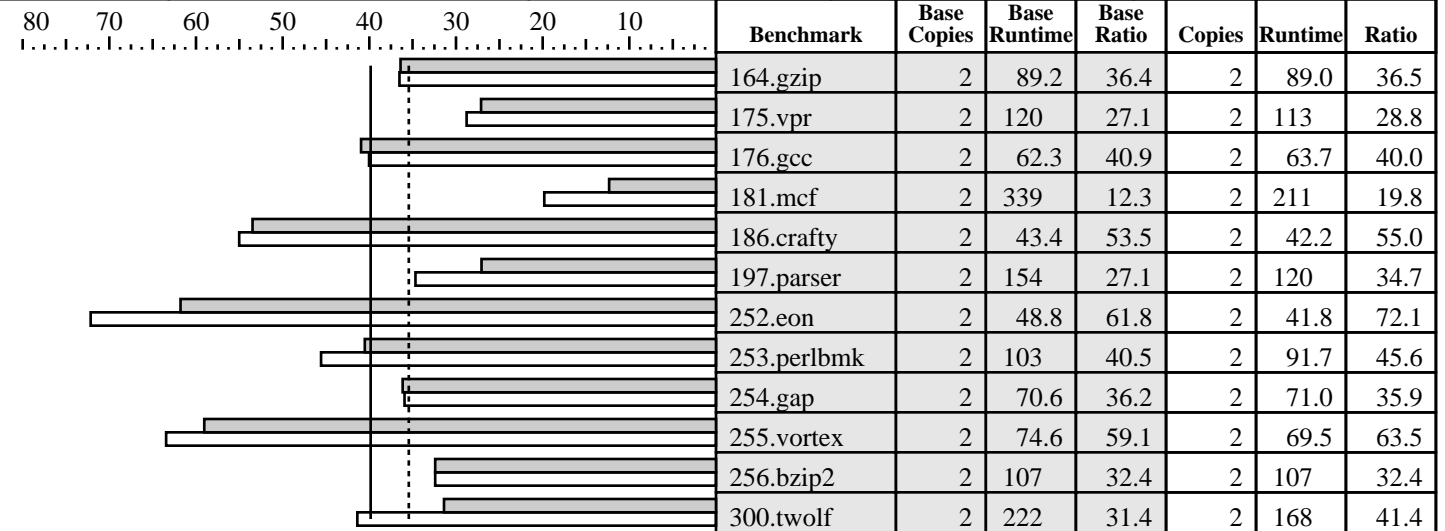 80 70 60 50 40 30 20 10
Benchmark Base Copies Base Runtime Base Ratio Copies Runtime Ratio
164.gzip 2 89.2 36.4 2 89.0 36.5
175.vpr 2 120 27.1 2 113 28.8
176.gcc 2 62.3 40.9 2 63.7 40.0
181.mcf 2 339 12.3 2 211 19.8
186.crafty 2 43.4 53.5 2 42.2 55.0
197.parser 2 154 27.1 2 120 34.7
252.eon 2 48.8 61.8 2 41.8 72.1
253.perlbmk 2 103 40.5 2 91.7 45.6
254.gap 2 70.6 36.2 2 71.0 35.9
255.vortex 2 74.6 59.1 2 69.5 63.5
256.bzip2 2 107 32.4 2 107 32.4
300.twolf 2 222 31.4 2 168 41.4